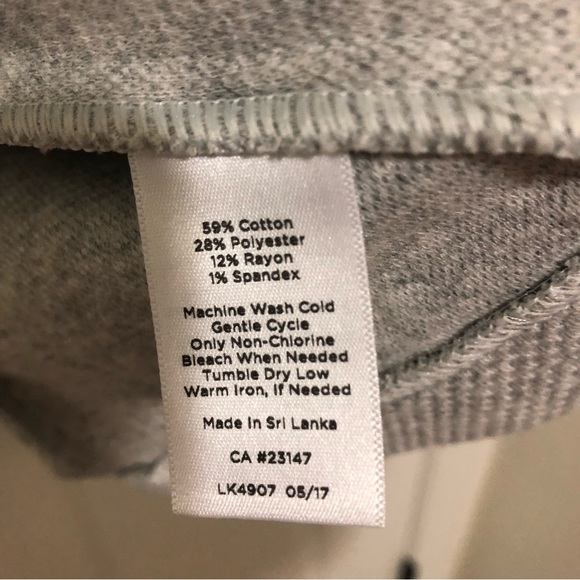 59% Cotton
28% Polyester
12% Rayon
1% Spandex
Machine Wash Cold
Gentle Cycle
Only Non-Chlorine
Bleach When Needed
Tumble Dry Low
Warm Iron, If Needed
Made In Sri Lanka
CA #23147
LK4907 05/17